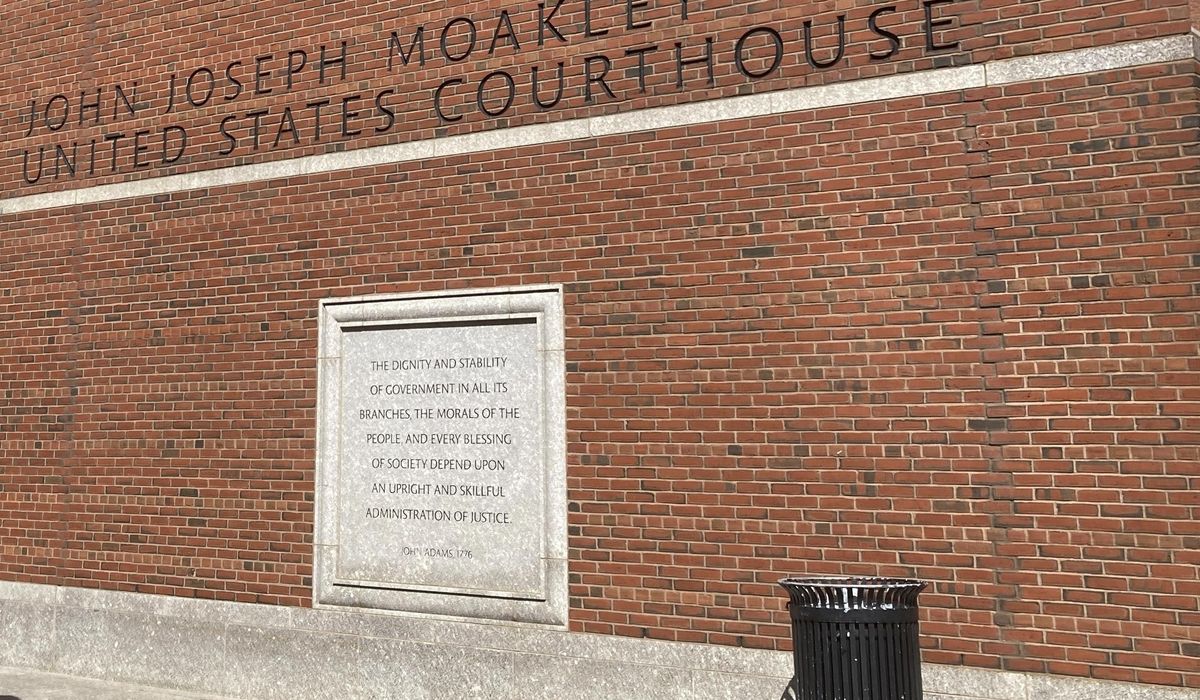 JOHN JOSEPH MOAKLEY
UNITED STATES COURTHOUSE
THE DIGNITY AND STABILITY
OF GOVERNMENT IN ALL ITS
BRANCHES, THE MORALS OF THE
PEOPLE, AND EVERY BLESSING
OF SOCIETY DEPEND UPON
AN UPRIGHT AND SKILLFUL
ADMINISTRATION OF JUSTICE.
JOHN ADAMS, 1776